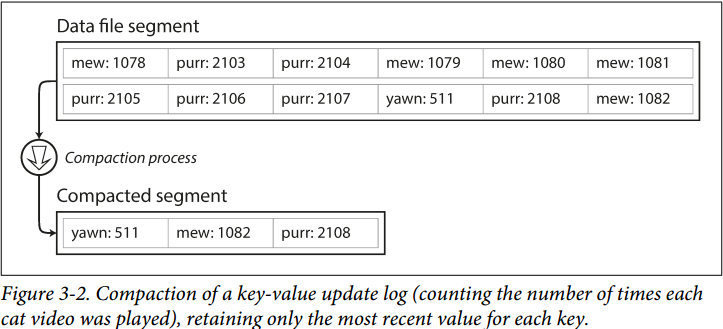 Data file segment
mew: 1078 purr: 2103 purr: 2104 mew: 1079 mew: 1080 mew: 1081
purr: 2105 purr: 2106 purr: 2107 yawn: 511 purr: 2108 mew: 1082
Compaction process
Compacted segment
yawn: 511 mew: 1082 purr: 2108
Figure 3-2. Compaction of a key-value update log (counting the number of times each
cat video was played), retaining only the most recent value for each key.